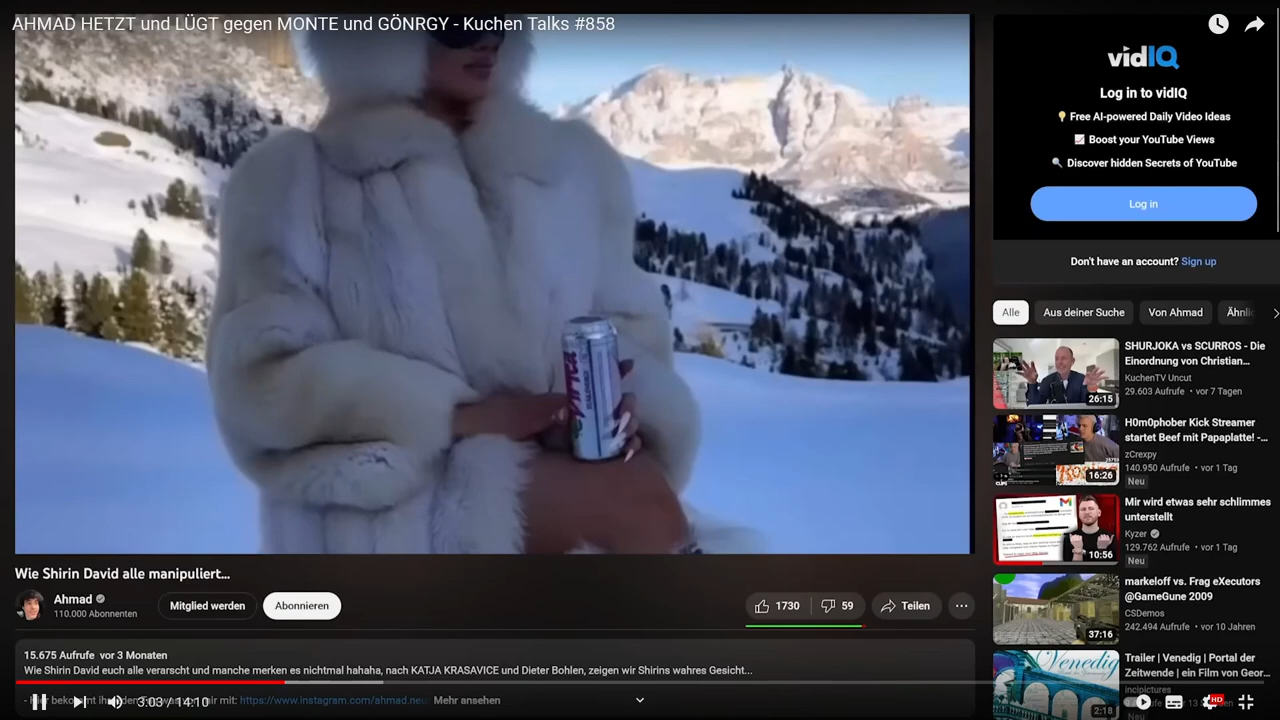 AHMAD HETZT und LÜGT gegen MONTE und GÖNRGY - Kuchen Talks #858
vidIQ
Log in to vidIQ
Free AI-powered Daily Video Ideas
Boost your YouTube Views
Discover hidden Secrets of YouTube
Log in
Don't have an account? Sign up
Alle
Aus deiner Suche
Von Ahmad
Ähnlic
SHURJOKA vs SCURROS - Die
Einordnung von Christian...
KuchenTV Uncut
29.603 Aufrufe • vor 7 Tagen
26:15
H0m0phober Kick Streamer
startet Beef mit Papaplatte! -...
zCrexpy
140.950 Aufrufe • vor 1 Tag
Neu
16:26
Mir wird etwas sehr schlimmes
unterstellt
Kyzer
129.762 Aufrufe • vor 1 Tag
Neu
10:56
markeloff vs. Frag eXecutors
@GameGune 2009
CSDemos
242.494 Aufrufe • vor 10 Jahren
37:16
Trailer | Venedig | Portal der
Zeitwende | ein Film von Geor...
incipictures
Neu
Venedig
2:18
Wie Shirin David alle manipuliert...
Ahmad
110.000 Abonnenten
Mitglied werden
Abonnieren
1730
59
Teilen
15.675 Aufrufe vor 3 Monaten
Wie Shirin David euch alle verarscht und manche merken es nichtmal hahaha, nach KATJA KRASAVICE und Dieter Bohlen, zeigen wir Shirins wahres Gesicht...
mir mit: https://www.instagram.com/ahmad.neu
Mehr ansehen
3:03 / 14:10
HD